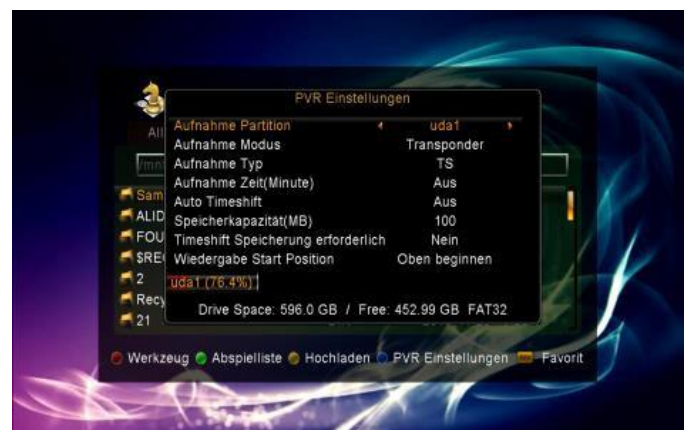 PVR Einstellungen
All
Aufnahme Partition uda1
Aufnahme Modus Transponder
/mn
Aufnahme Typ TS
Aufnahme Zeit(Minute) Aus
Sam
Auto Timeshift Aus
ALID
Speicherkapazität(MB) 100
FOU
Timeshift Speicherung erforderlich Nein
$RE
Wiedergabe Start Position Oben beginnen
2
uda1 (76.4%)
Recy
Drive Space: 596.0 GB / Free: 452.99 GB FAT32
21
Werkzeug Abspielliste Hochladen PVR Einstellungen Favorit